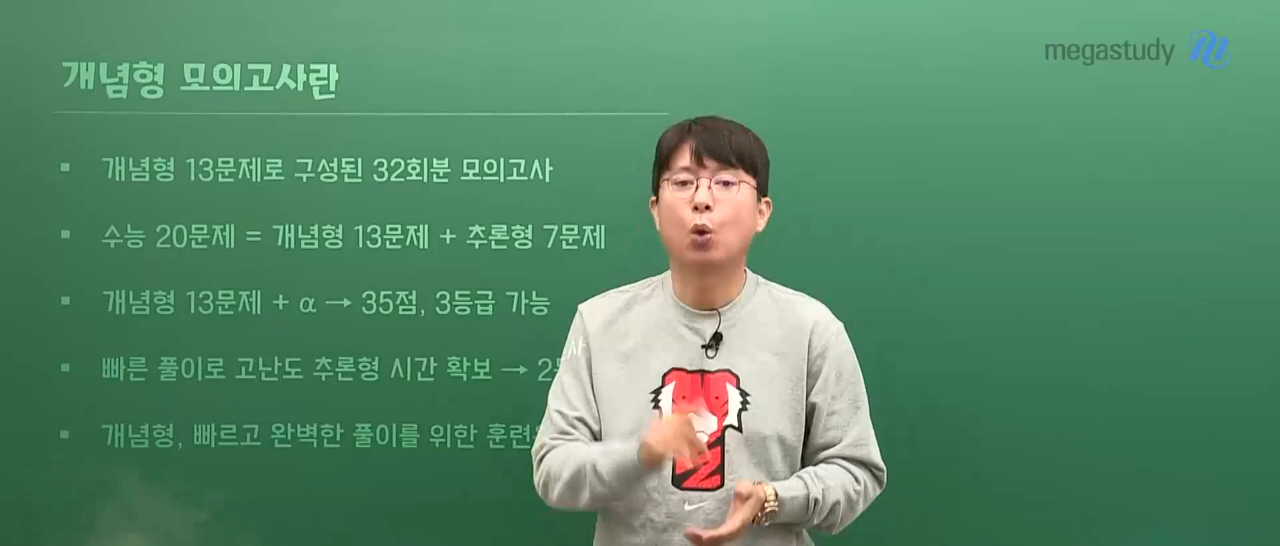 megastudy M
개념형 모의고사란
▪ 개념형 13문제로 구성된 32회분 모의고사
▪ 수능 20문제 = 개념형 13문제 + 추론형 7문제
▪ 개념형 13문제 + α → 35점, 3등급 가능
▪ 빠른 풀이로 고난도 추론형 시간 확보 → 2
▪ 개념형, 빠르고 완벽한 풀이를 위한 훈련